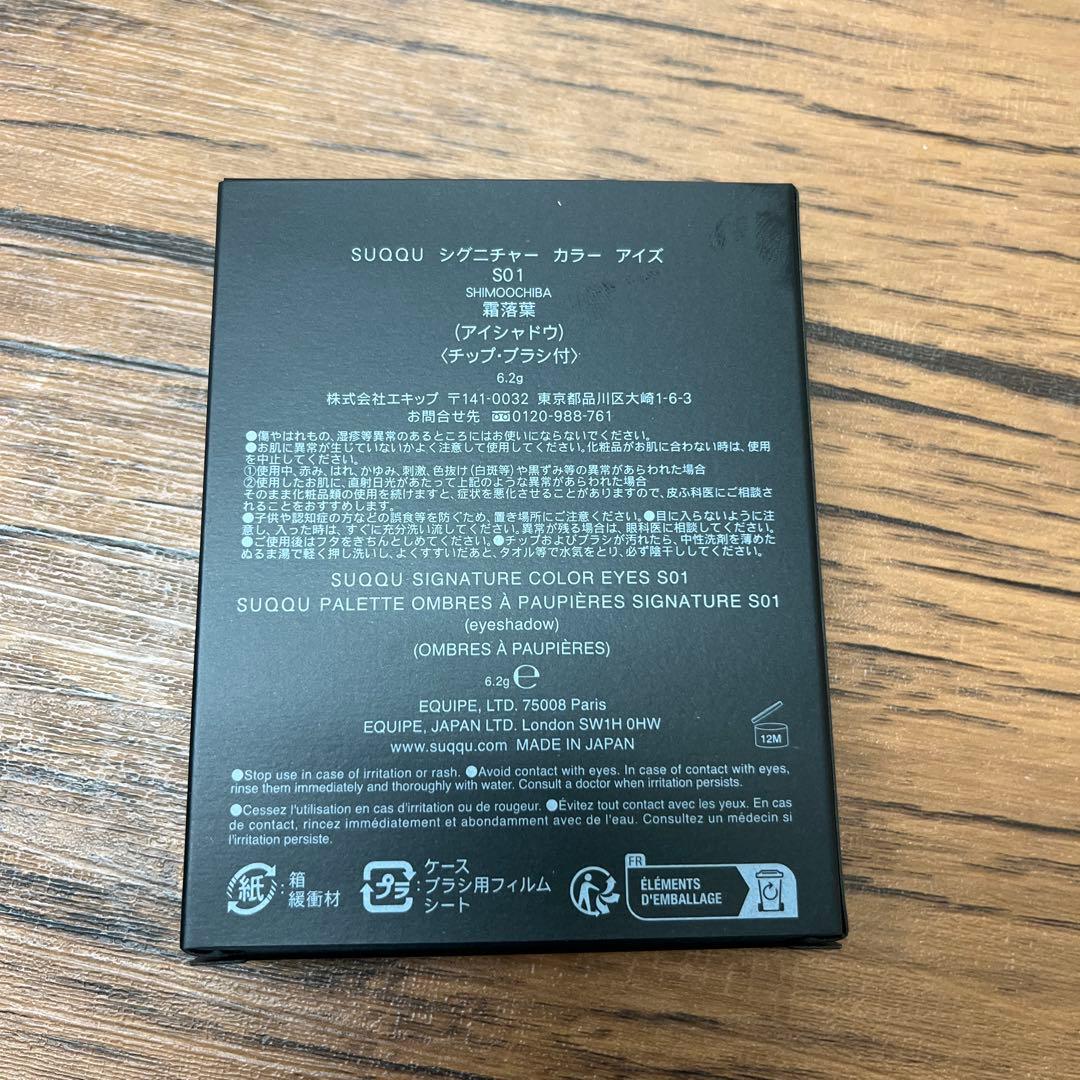 SUQQU シグニチャー カラー アイズ
S01
SHIMOOCHIBA
霜落葉
(アイシャドウ)
〈チップ・ブラシ付〉
6.2g
株式会社エキップ 〒141-0032 東京都品川区大崎1-6-3
お問合せ先 0120-988-761
●傷やはれもの、湿疹等異常のあるところにはお使いにならないでください。
●お肌に異常が生じていないかよく注意して使用してください。化粧品がお肌に合わない時は、使用
を中止してください。
①使用中、赤み、はれ、かゆみ、刺激、色抜け(白斑等)や黒ずみ等の異常があらわれた場合
②使用したお肌に、直射日光があたって上記のような異常があらわれた場合
そのまま化粧品類の使用を続けますと、症状を悪化させることがありますので、皮ふ科医にご相談さ
れることをおすすめします。
●子供や認知症の方などの誤食等を防ぐため、置き場所にご注意ください。●目に入らないように注
意し、入った時は、すぐに充分洗い流してください。異常が残る場合は、眼科医に相談してください。
●ご使用後はフタをきちんとしめてください。●チップおよびブラシが汚れたら、中性洗剤を薄めた
ぬるま湯で軽く押し洗いし、よくすすいだあと、タオル等で水気をとり、必ず陰干ししてください。
SUQQU SIGNATURE COLOR EYES S01
SUQQU PALETTE OMBRES À PAUPIÈRES SIGNATURE S01
(eyeshadow)
(OMBRES À PAUPIÈRES)
6.2g ℮
EQUIPE, LTD. 75008 Paris
EQUIPE, JAPAN LTD. London SW1H 0HW
www.suqqu.com MADE IN JAPAN
12M
●Stop use in case of irritation or rash. ●Avoid contact with eyes. In case of contact with eyes,
rinse them immediately and thoroughly with water. Consult a doctor when irritation persists.
●Cessez l'utilisation en cas d'irritation ou de rougeur. ●Évitez tout contact avec les yeux. En cas
de contact, rincez immédiatement et abondamment avec de l'eau. Consultez un médecin si
l'irritation persiste.
紙 : 箱
緩衝材
プラ : ケース
ブラシ用フィルム
シート
FR
ÉLÉMENTS
D'EMBALLAGE